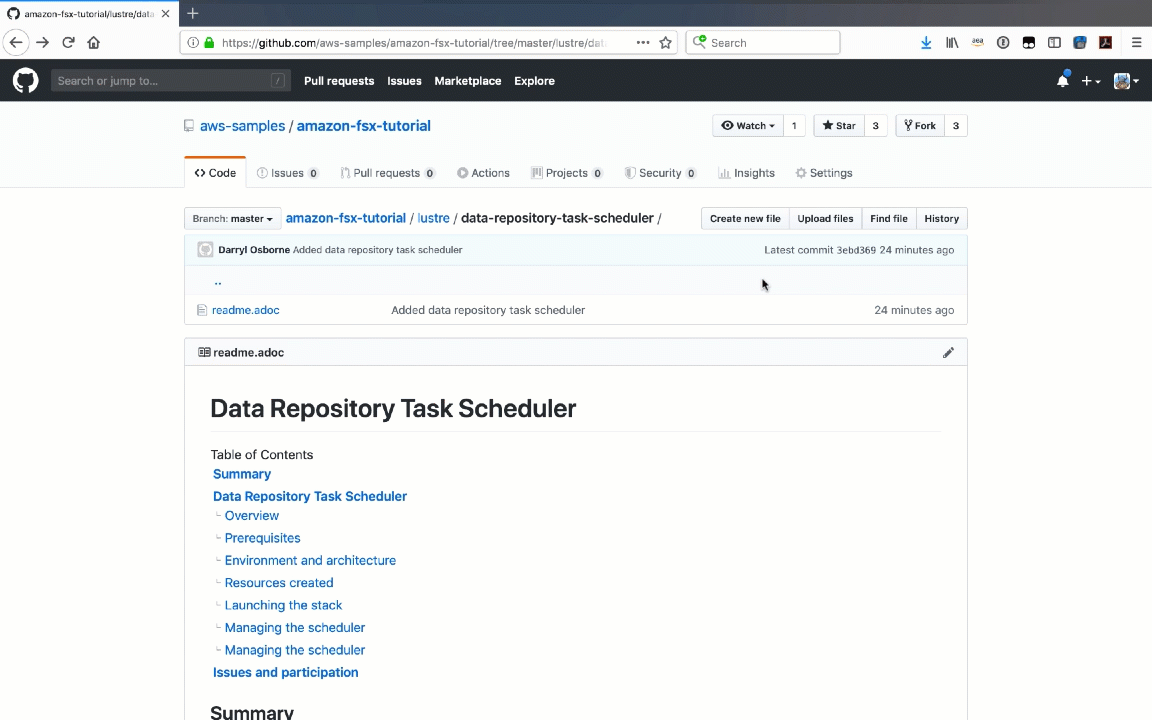 amazon-fsx-tutorial/lustre/data
https://github.com/aws-samples/amazon-fsx-tutorial/tree/master/lustre/dat
Search
aea
Search or jump to...
/
Pull requests
Issues
Marketplace
Explore
aws-samples / amazon-fsx-tutorial
Watch 1
Star 3
Fork 3
Code
Issues 0
Pull requests 0
Actions
Projects 0
Security 0
Insights
Settings
Branch: master
amazon-fsx-tutorial / lustre / data-repository-task-scheduler /
Create new file
Upload files
Find file
History
Darryl Osborne Added data repository task scheduler
Latest commit 3ebd369 24 minutes ago
..
readme.adoc
Added data repository task scheduler
24 minutes ago
readme.adoc
Data Repository Task Scheduler
Table of Contents
Summary
Data Repository Task Scheduler
Overview
Prerequisites
Environment and architecture
Resources created
Launching the stack
Managing the scheduler
Managing the scheduler
Issues and participation
Summary